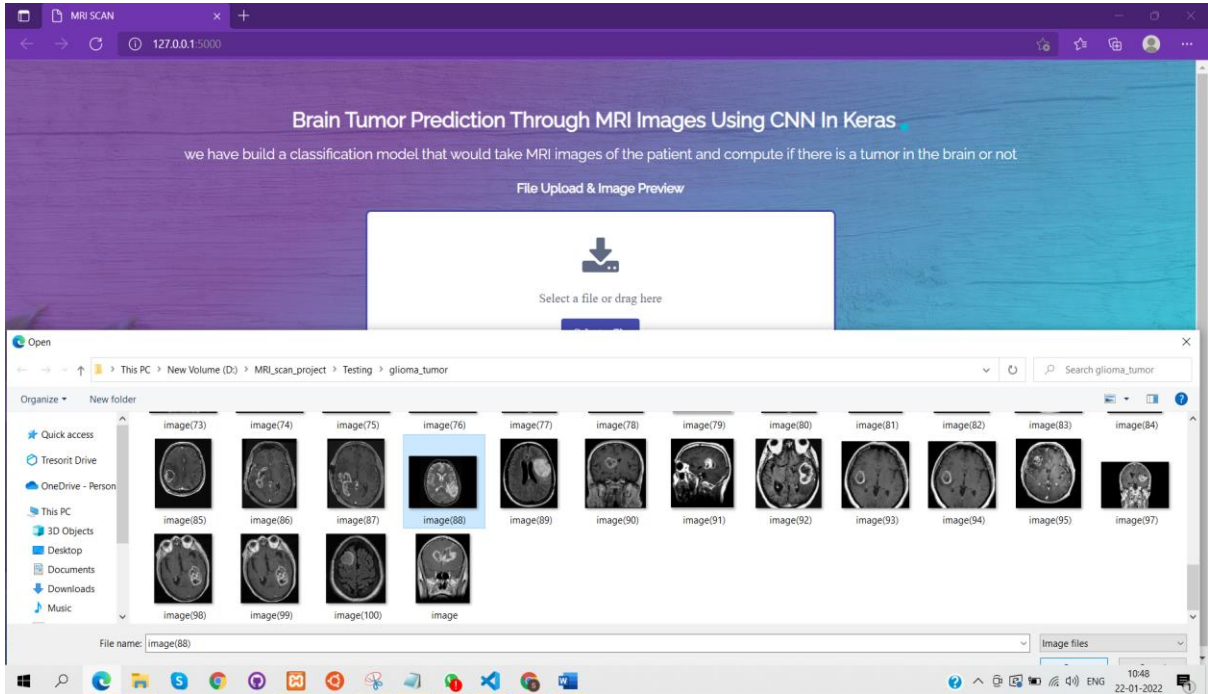 MRI SCAN
127.0.0.1:5000
Brain Tumor Prediction Through MRI Images Using CNN In Keras
we have build a classification model that would take MRI images of the patient and compute if there is a tumor in the brain or not
File Upload & Image Preview
Select a file or drag here
Open
This PC > New Volume (D:) > MRI_scan_project > Testing > glioma_tumor
Search glioma_tumor
Organize New folder
image(73) image(74) image(75) image(76) image(77) image(78) image(79) image(80) image(81) image(82) image(83) image(84)
Quick access
Tresorit Drive
OneDrive - Person
This PC
3D Objects
Desktop
Documents
Downloads
Music
image(85) image(86) image(87) image(88) image(89) image(90) image(91) image(92) image(93) image(94) image(95) image(97)
image(98) image(99) image(100) image
File name: image(88) Image files
ENG 10:48
22-01-2022